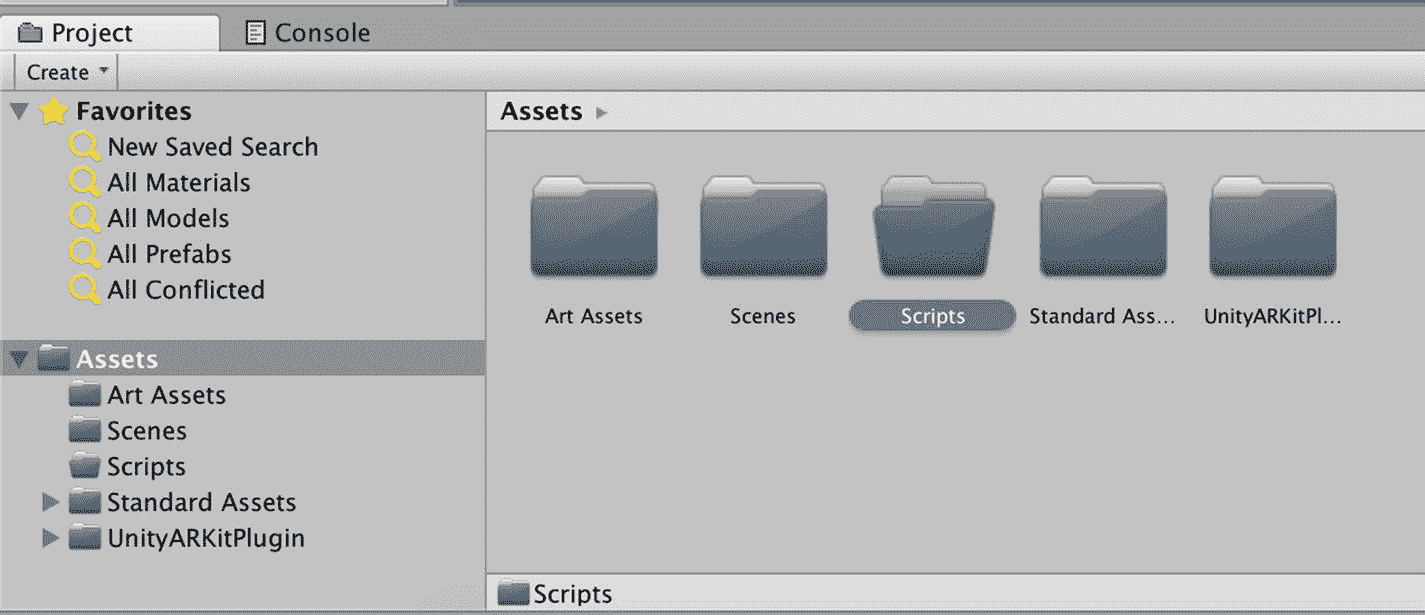 Project
Console
Create
Favorites
New Saved Search
All Materials
All Models
All Prefabs
All Conflicted
Assets
Art Assets
Scenes
Scripts
Standard Assets
UnityARKitPlugin
Assets
Art Assets
Scenes
Scripts
Standard Ass...
UnityARKitPl...
Scripts